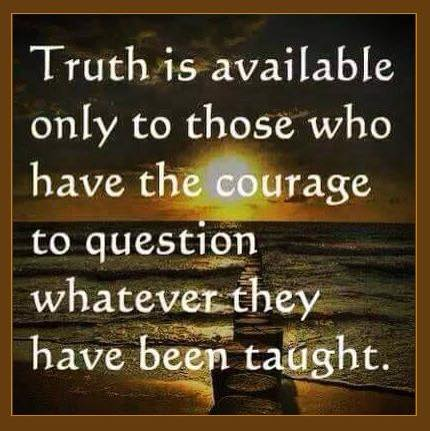 Truth is available
only to those who
have the courage
to question
whatever they
have been taught.